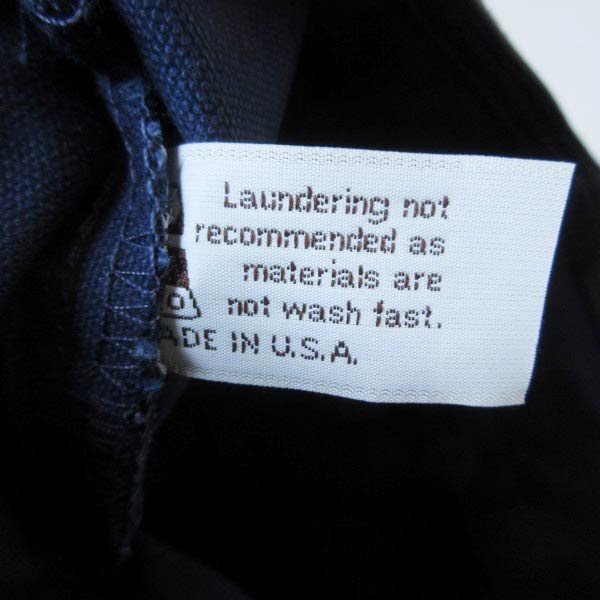 Laundering not
recommended as
materials are
not wash fast.
ADE IN U.S.A.